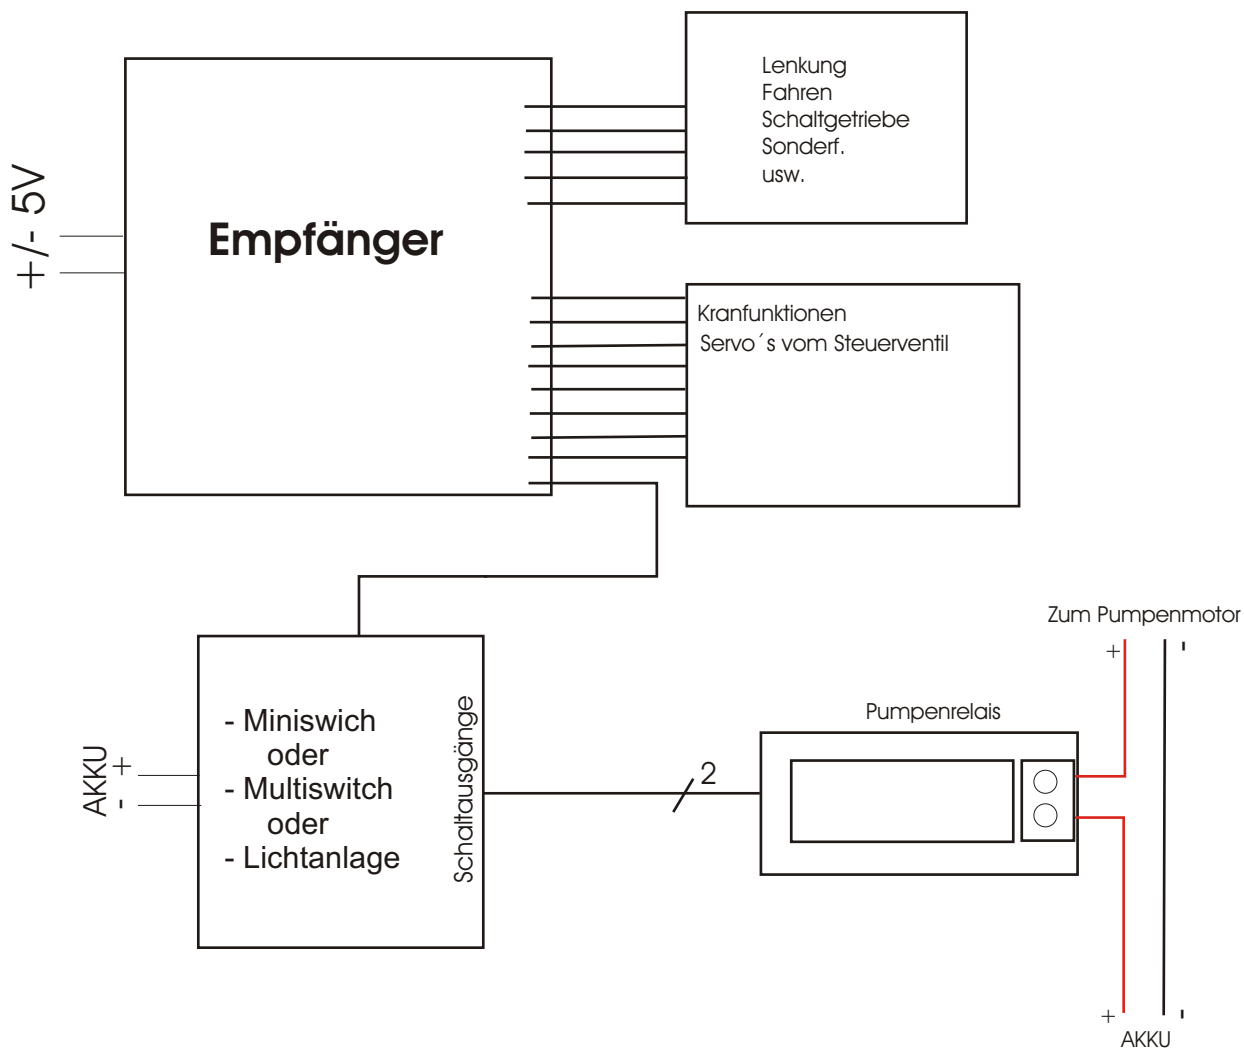 Lenkung
Fahren
Schaltgetriebe
Sonderf.
usw.
+/- 5V
Empfänger
Kranfunktionen
Servo´s vom Steuerventil
Zum Pumpenmotor
+ -
Pumpenrelais
AKKU
+
-
- Miniswich
oder
- Multiswitch
oder
- Lichtanlage
Schaltausgänge
2
+ -
AKKU